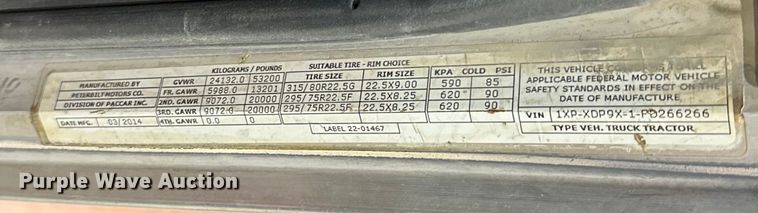 KILOGRAMS / POUNDS
SUITABLE TIRE - RIM CHOICE
GVWR 24132.0 53200 TIRE SIZE RIM SIZE KPA COLD PSI
MANUFACTURED BY FR. GAWR 5988.0 13201 315/80R22.5G 22.5X9.00 590 85
PETERBILT MOTORS CO. 2ND. GAWR 9072.0 20000 295/75R22.5F 22.5X8.25 620 90
DIVISION OF PACCAR INC. 3RD. GAWR 9072.0 20000 295/75R22.5F 22.5X8.25 620 90
DATE MFG. 03/2014 4TH. GAWR 0.0 0
LABEL 22-01467
THIS VEHICLE ALL
APPLICABLE FEDERAL MOTOR VEHICLE
SAFETY STANDARDS IN EFFECT ON THE
DATE OF MANUFACTURE.
VIN 1XP-XDP9X-1-FD266266
TYPE VEH. TRUCK TRACTOR
Purple Wave Auction